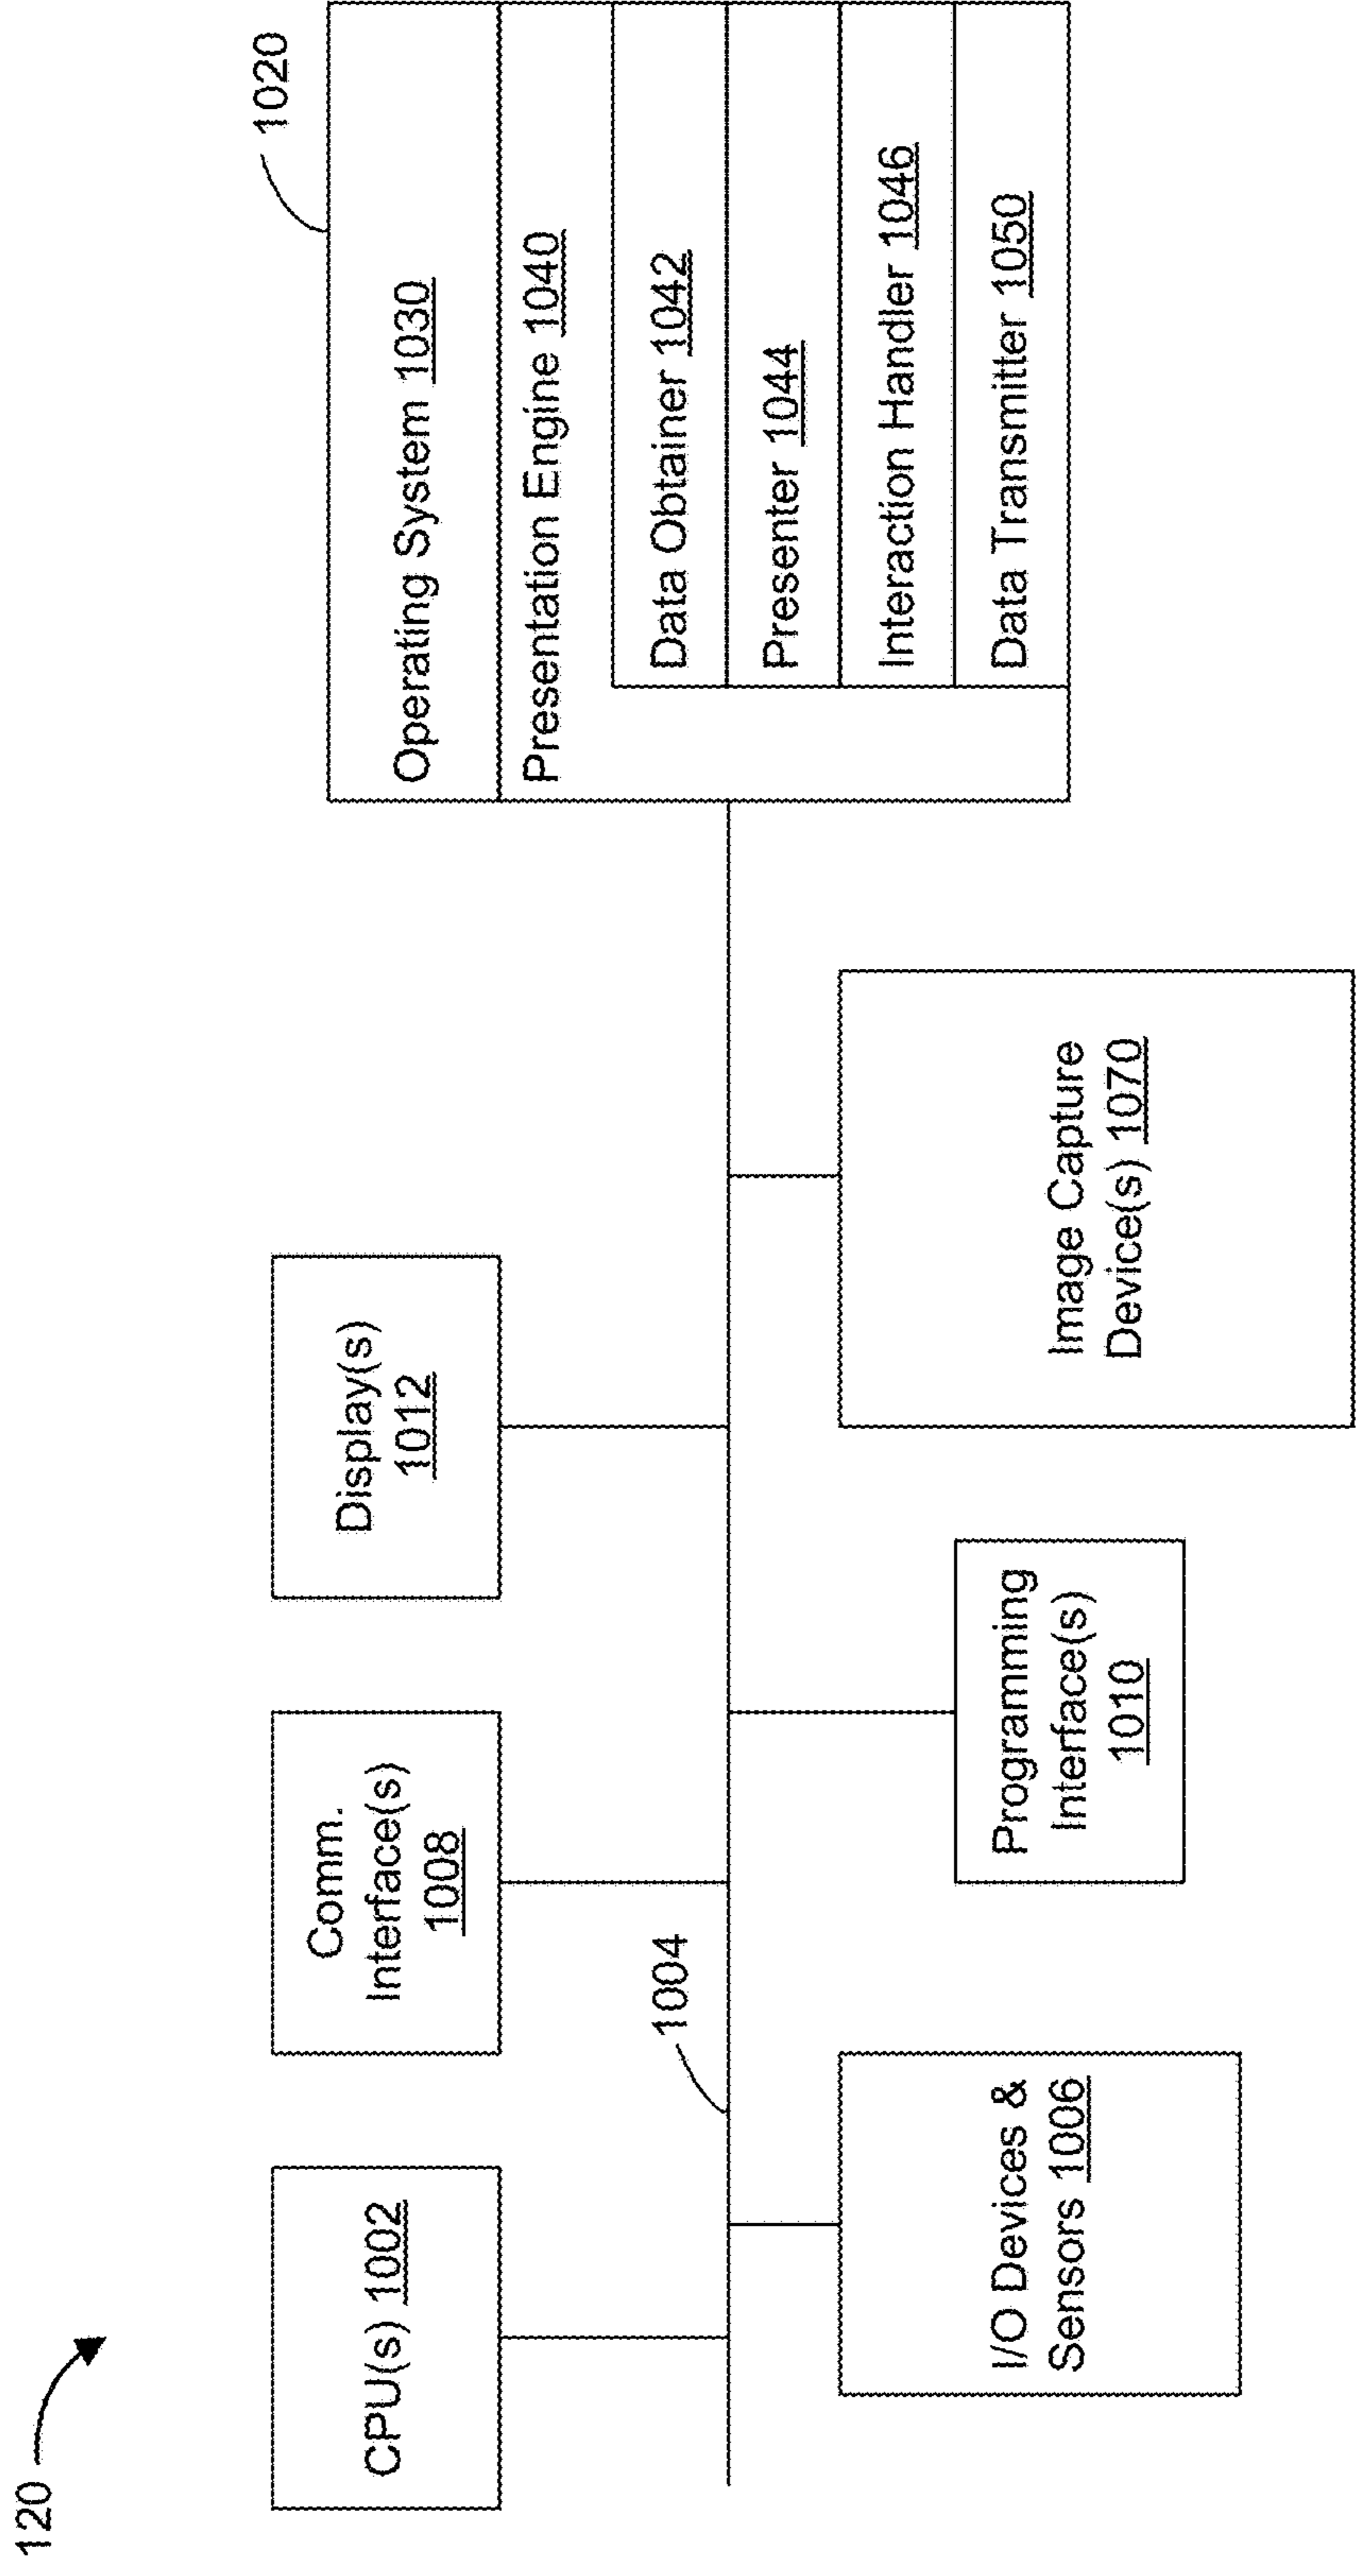 120
CPU(s) 1002
Comm.
Interface(s)
1008
Display(s)
1012
1004
I/O Devices &
Sensors 1006
Programming
Interface(s)
1010
Image Capture
Device(s) 1070
1020
Operating System 1030
Presentation Engine 1040
Data Obtainer 1042
Presenter 1044
Interaction Handler 1046
Data Transmitter 1050